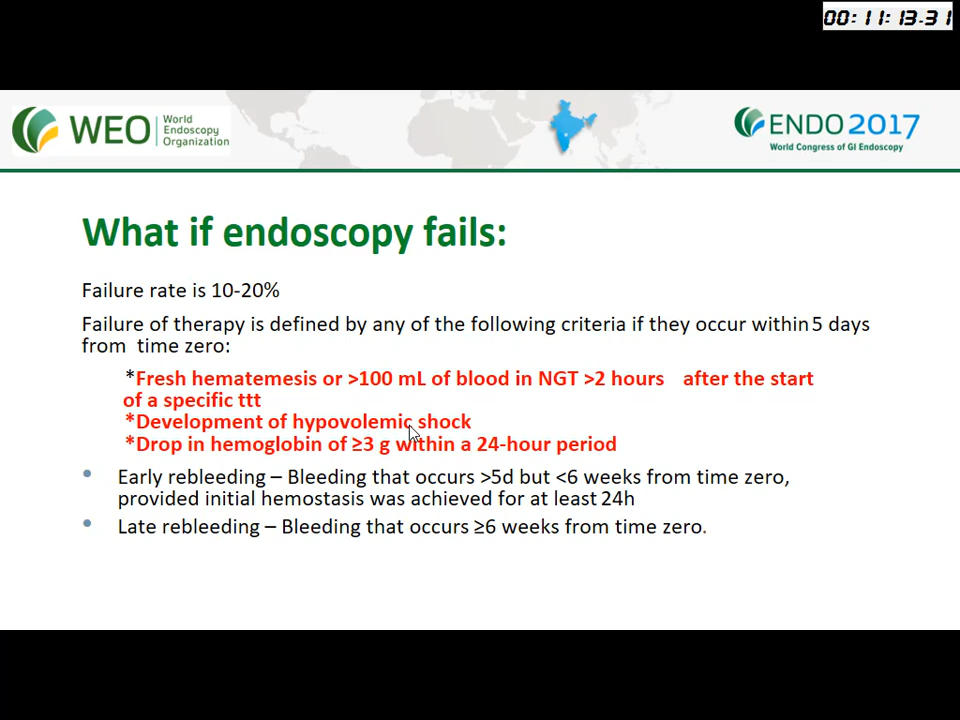 00:11:13.31
WEO World Endoscopy Organization
ENDO 2017
World Congress of GI Endoscopy
What if endoscopy fails:
Failure rate is 10-20%
Failure of therapy is defined by any of the following criteria if they occur within 5 days
from time zero:
*Fresh hematemesis or >100 mL of blood in NGT >2 hours after the start
of a specific ttt
*Development of hypovolemic shock
*Drop in hemoglobin of ≥3 g within a 24-hour period
• Early rebleeding – Bleeding that occurs >5d but <6 weeks from time zero,
provided initial hemostasis was achieved for at least 24h
• Late rebleeding – Bleeding that occurs ≥6 weeks from time zero.